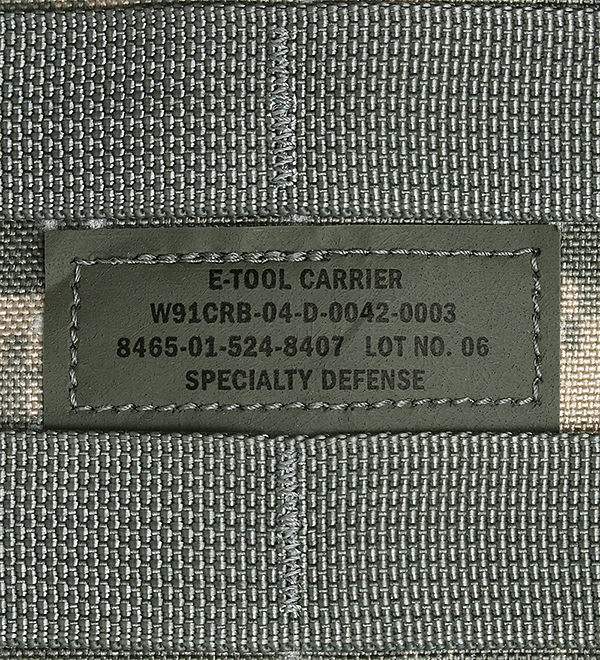 E-TOOL CARRIER
W91CRB-04-D-0042-0003
8465-01-524-8407 LOT NO. 06
SPECIALTY DEFENSE